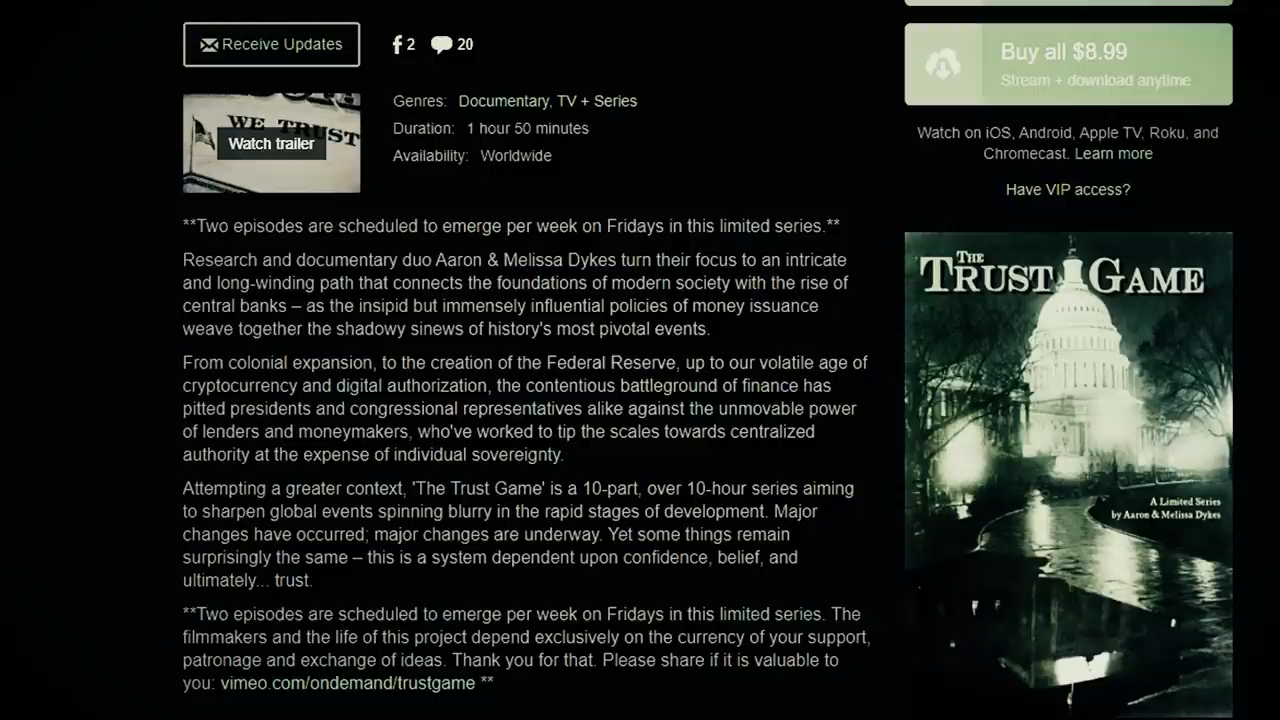 Receive Updates
2 20
Buy all $8.99
Stream + download anytime
WE TRUST
Watch trailer
Genres: Documentary, TV + Series
Duration: 1 hour 50 minutes
Availability: Worldwide
Watch on iOS, Android, Apple TV, Roku, and
Chromecast. Learn more
Have VIP access?
**Two episodes are scheduled to emerge per week on Fridays in this limited series.**
Research and documentary duo Aaron & Melissa Dykes turn their focus to an intricate
and long-winding path that connects the foundations of modern society with the rise of
central banks – as the insipid but immensely influential policies of money issuance
weave together the shadowy sinews of history's most pivotal events.
From colonial expansion, to the creation of the Federal Reserve, up to our volatile age of
cryptocurrency and digital authorization, the contentious battleground of finance has
pitted presidents and congressional representatives alike against the unmovable power
of lenders and moneymakers, who've worked to tip the scales towards centralized
authority at the expense of individual sovereignty.
Attempting a greater context, 'The Trust Game' is a 10-part, over 10-hour series aiming
to sharpen global events spinning blurry in the rapid stages of development. Major
changes have occurred; major changes are underway. Yet some things remain
surprisingly the same – this is a system dependent upon confidence, belief, and
ultimately... trust.
**Two episodes are scheduled to emerge per week on Fridays in this limited series. The
filmmakers and the life of this project depend exclusively on the currency of your support,
patronage and exchange of ideas. Thank you for that. Please share if it is valuable to
you: vimeo.com/ondemand/trustgame **
THE
TRUST GAME
A Limited Series
by Aaron & Melissa Dykes